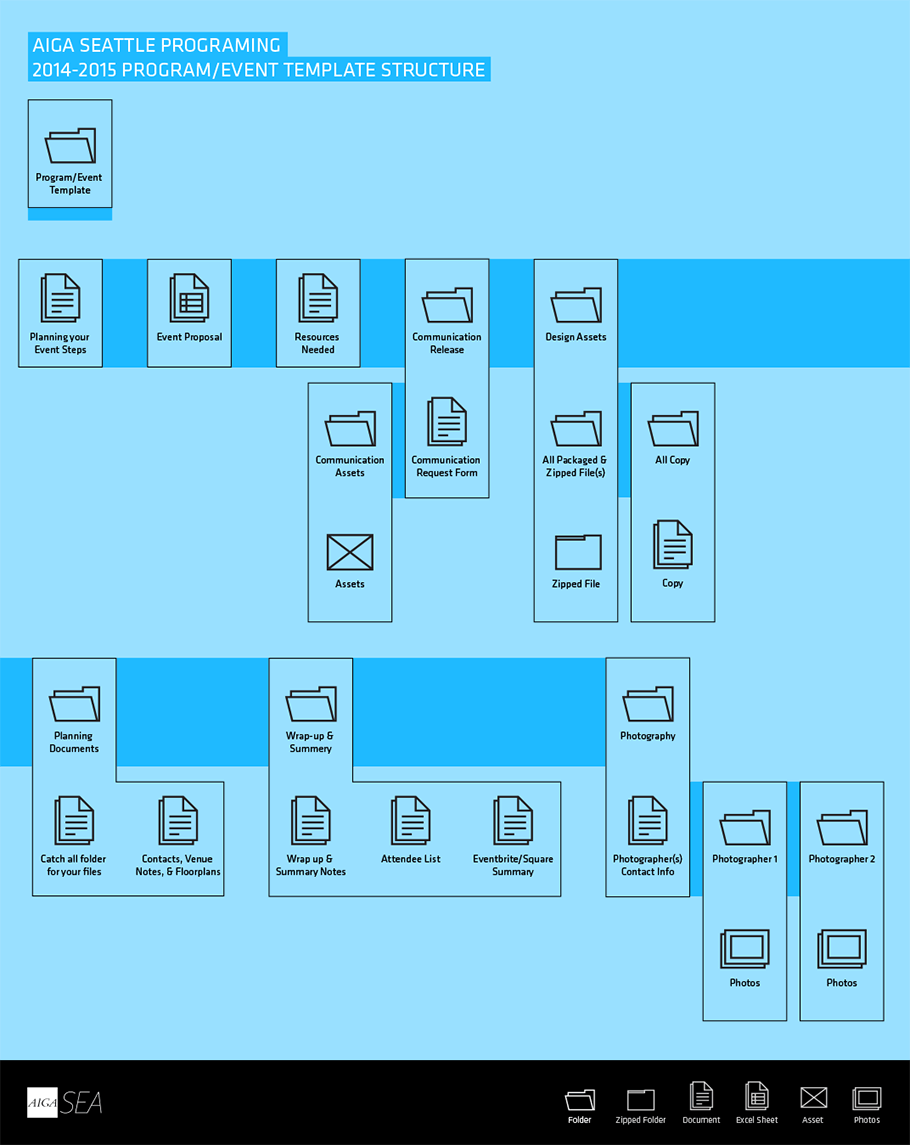 AIGA SEATTLE PROGRAMING
2014-2015 PROGRAM/EVENT TEMPLATE STRUCTURE
Program/Event
Template
Planning your
Event Steps
Event Proposal
Resources
Needed
Communication
Release
Design Assets
Communication
Assets
Communication
Request Form
All Packaged &
Zipped File(s)
All Copy
Assets
Zipped File
Copy
Planning
Documents
Wrap-up &
Summery
Photography
Catch all folder
for your files
Contacts, Venue
Notes, & Floorplans
Wrap up &
Summary Notes
Attendee List
Eventbrite/Square
Summary
Photographer(s)
Contact Info
Photographer 1
Photographer 2
Photos
Photos
AIGA SEA
Folder
Zipped Folder
Document
Excel Sheet
Asset
Photos